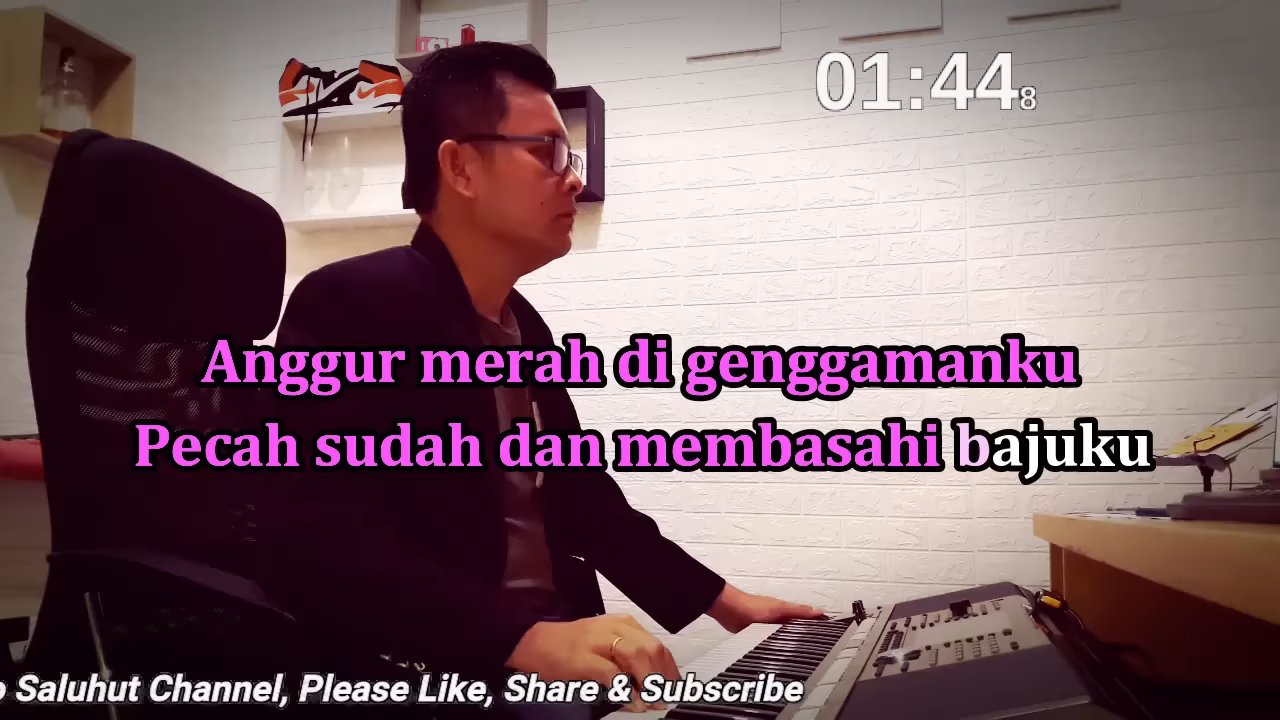 01:448
Anggur merah di genggamanku
Pecah sudah dan membasahi bajuku
Saluhut Channel, Please Like, Share & Subscribe